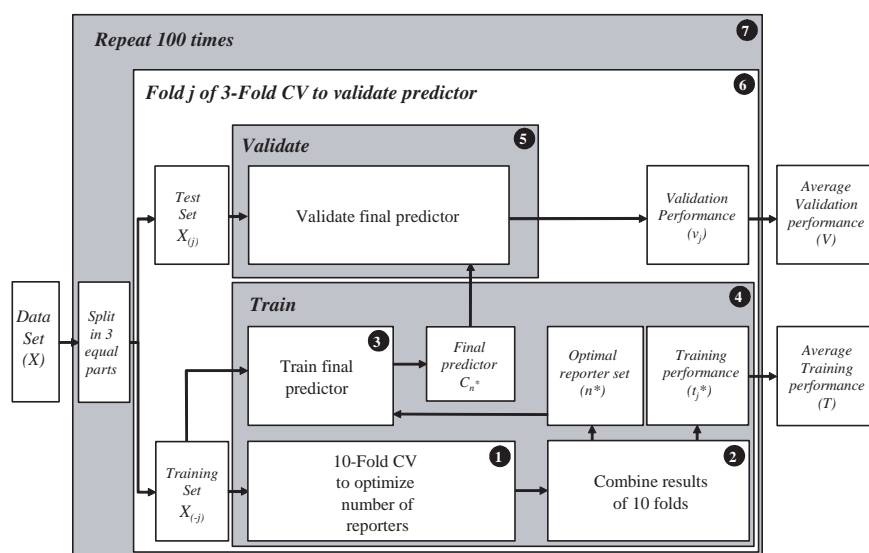 Repeat 100 times
7
Fold j of 3-Fold CV to validate predictor
6
Validate
5
Test
Set
X(j)
Validate final predictor
Validation
Performance
(vj)
Average
Validation
performance
(V)
Data
Set
(X)
Split
in 3
equal
parts
Train
4
Train final
predictor
3
Final
predictor
Cn*
Optimal
reporter set
(n*)
Training
performance
(tj*)
Average
Training
performance
(T)
Training
Set
X(-j)
10-Fold CV
to optimize
number of
reporters
1
Combine results
of 10 folds
2